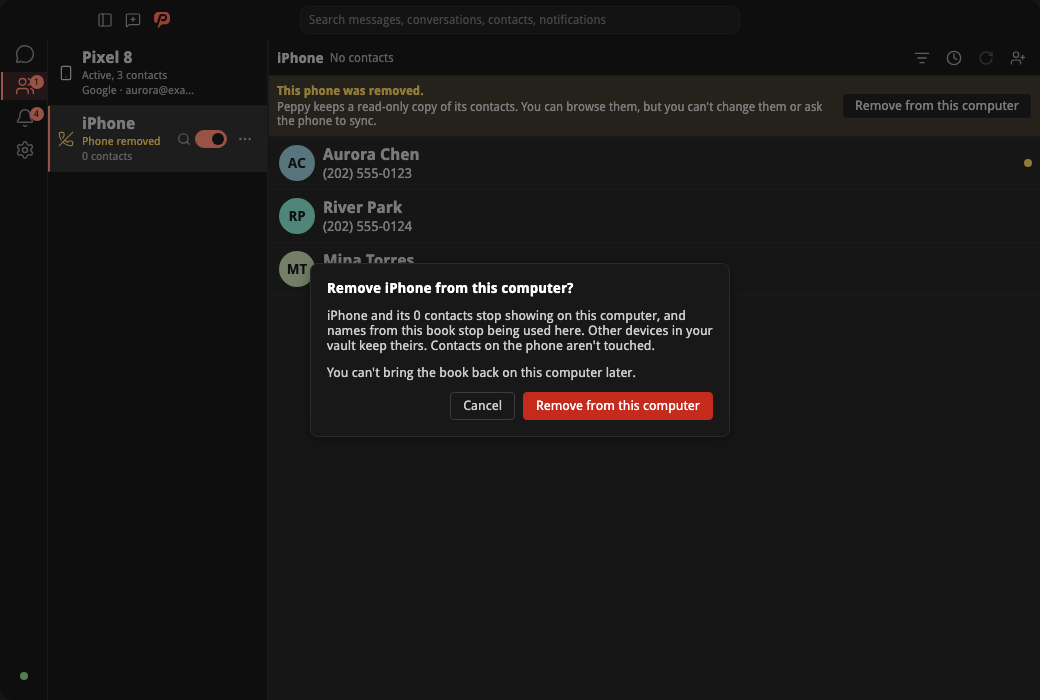 Search messages, conversations, contacts, notifications
1
4
Pixel 8
Active, 3 contacts
Google · aurora@exa...
iPhone
Phone removed
0 contacts
iPhone No contacts
This phone was removed.
Peppy keeps a read-only copy of its contacts. You can browse them, but you can't change them or ask
the phone to sync.
Remove from this computer
AC
Aurora Chen
(202) 555-0123
RP
River Park
(202) 555-0124
MT
Mina Torres
Remove iPhone from this computer?
iPhone and its 0 contacts stop showing on this computer, and
names from this book stop being used here. Other devices in your
vault keep theirs. Contacts on the phone aren't touched.
You can't bring the book back on this computer later.
Cancel
Remove from this computer